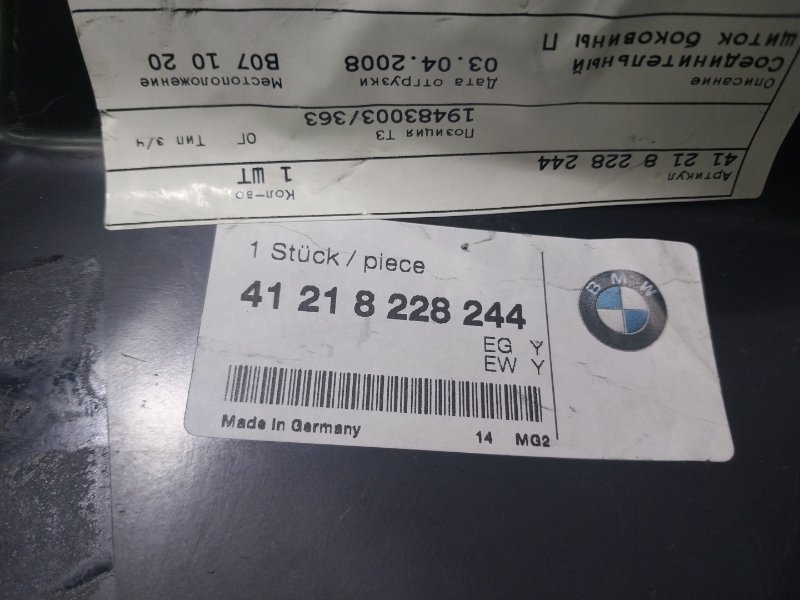 Артикул
41 21 8 228 244
Кол-во
1 ШТ
Позиция ТЗ
19483003/363
ОГ Тип З/Ч
Описание
СОЕДИНИТЕЛЬНЫЙ
ЩИТОК БОКОВИНЫ П
Дата отгрузки
03.04.2008
Местоположение
B07 10 20
1 Stück / piece
41 21 8 228 244
EG Y
EW Y
Made in Germany
14 MG2
BMW